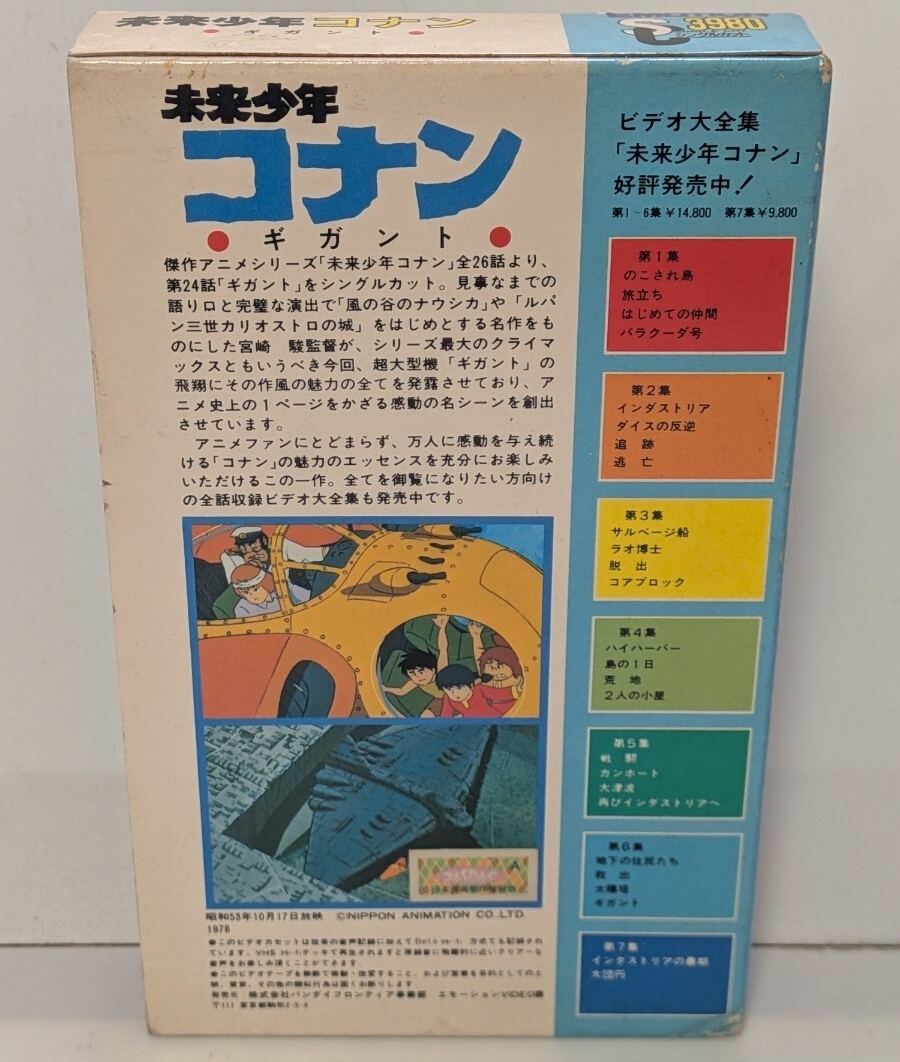 未来少年コナン
● ギガント ●
3980
未来少年
コナン
● ギガント ●
傑作アニメシリーズ「未来少年コナン」全26話より、
第24話「ギガント」をシングルカット。見事なまでの
語り口と完璧な演出で「風の谷のナウシカ」や「ルパ
ン三世カリオストロの城」をはじめとする名作をも
のにした宮崎 駿監督が、シリーズ最大のクライマ
ックスともいうべき今回、超大型機「ギガント」の
飛翔にその作風の魅力の全てを発露させており、ア
ニメ史上の1ページをかざる感動の名シーンを創出
させています。
アニメファンにとどまらず、万人に感動を与え続
ける「コナン」の魅力のエッセンスを充分にお楽しみ
いただけるこの一作。全てを御覧になりたい方向け
の全話収録ビデオ大全集も発売中です。
昭和53年10月17日放映 ©NIPPON ANIMATION CO.,LTD.
1978
ビデオ大全集
「未来少年コナン」
好評発売中！
第1~6集￥14,800 第7集￥9,800
第1集
のこされ島
旅立ち
はじめての仲間
バラクーダ号
第2集
インダストリア
ダイスの反逆
追 跡
逃 亡
第3集
サルベージ船
ラオ博士
脱 出
コアブロック
第4集
ハイハーバー
島の1日
荒 地
2人の小屋
第5集
戦 闘
ガンボート
大津波
再びインダストリアへ
第6集
地下の住民たち
救 出
太陽塔
ギガント
第7集
インダストリアの最期
大団円